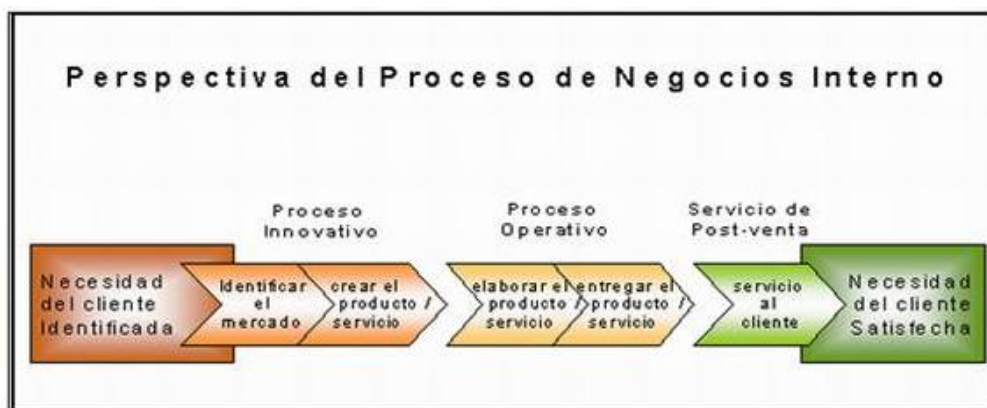 Perspectiva del Proceso de Negocios Interno
Proceso
Innovativo
Proceso
Operativo
Servicio de
Post-venta
Necesidad
del cliente
Identificada
Identificar
el
mercado
crear el
producto /
servicio
elaborar el
producto /
servicio
entregar el
producto /
servicio
servicio
al
cliente
Necesidad
del cliente
Satisfecha